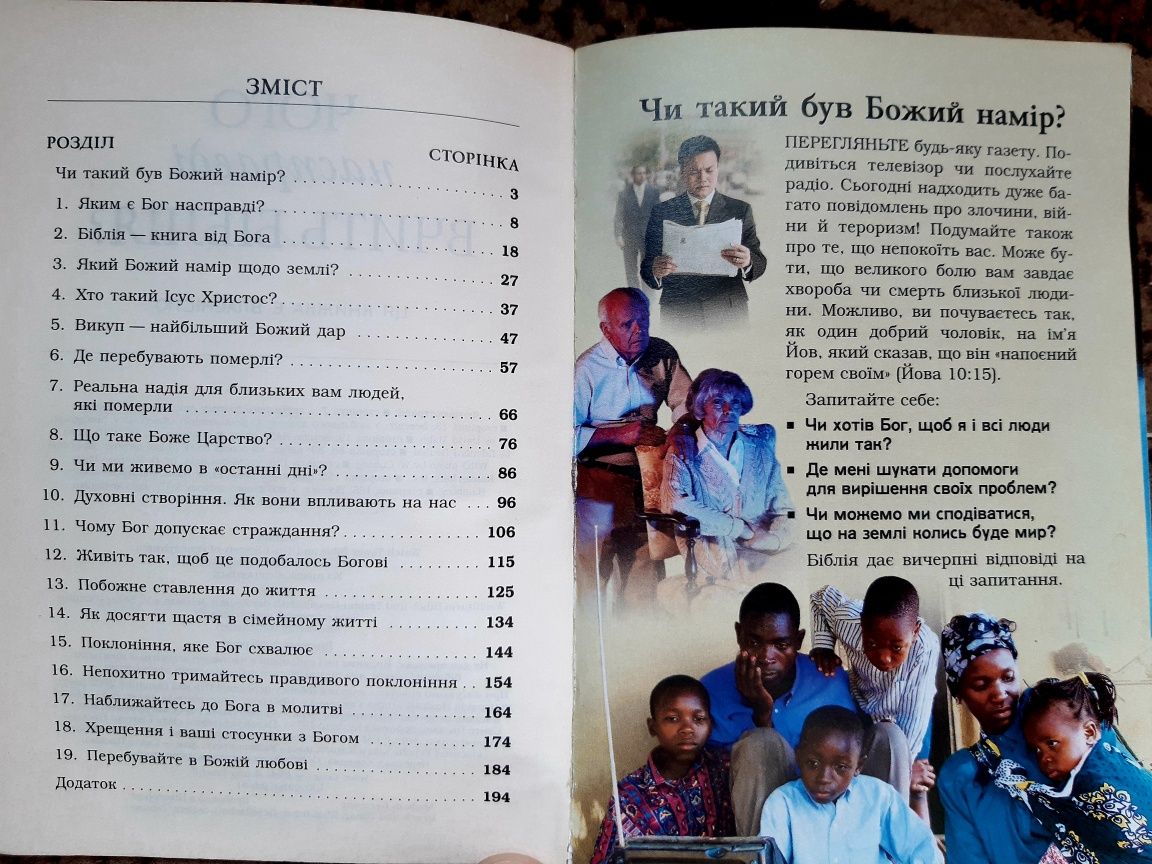 ЗМІСТ
РОЗДІЛ СТОРІНКА
Чи такий був Божий намір? 3
1. Яким є Бог насправді? 8
2. Біблія — книга від Бога 18
3. Який Божий намір щодо землі? 27
4. Хто такий Ісус Христос? 37
5. Викуп — найбільший Божий дар 47
6. Де перебувають померлі? 57
7. Реальна надія для близьких вам людей,
які померли 66
8. Що таке Боже Царство? 76
9. Чи ми живемо в «останні дні»? 86
10. Духовні створіння. Як вони впливають на нас 96
11. Чому Бог допускає страждання? 106
12. Живіть так, щоб це подобалось Богові 115
13. Побожне ставлення до життя 125
14. Як досягти щастя в сімейному житті 134
15. Поклоніння, яке Бог схвалює 144
16. Непохитно тримайтесь правдивого поклоніння 154
17. Наближайтесь до Бога в молитві 164
18. Хрещення і ваші стосунки з Богом 174
19. Перебувайте в Божій любові 184
Додаток 194
Чи такий був Божий намір?
ПЕРЕГЛЯНЬТЕ будь-яку газету. По-
дивіться телевізор чи послухайте
радіо. Сьогодні надходить дуже ба-
гато повідомлень про злочини, вій-
ни й тероризм! Подумайте також
про те, що непокоїть вас. Може бу-
ти, що великого болю вам завдає
хвороба чи смерть близької люди-
ни. Можливо, ви почуваетесь так,
як один добрий чоловік, на ім’я
Йов, який сказав, що він «напоєний
горем своїм» (Йова 10:15).
Запитайте себе:
▪ Чи хотів Бог, щоб я і всі люди
жили так?
▪ Де мені шукати допомоги
для вирішення своїх проблем?
▪ Чи можемо ми сподіватися,
що на землі колись буде мир?
Біблія дає вичерпні відповіді на
ці запитання.